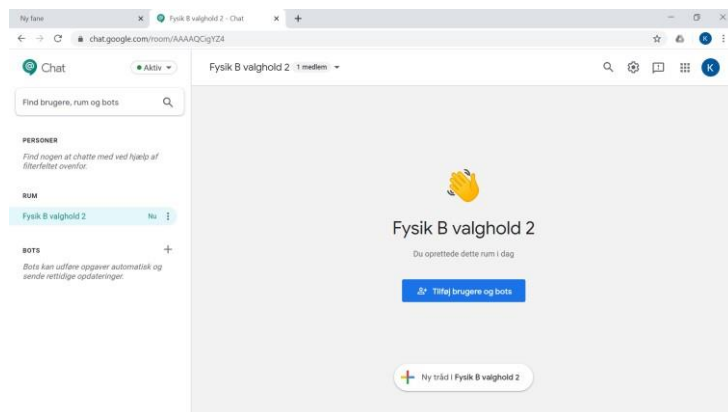 Ny fane
Fysik B valghold 2 - Chat
chat.google.com/room/AAAAQCigYZ4
K
Chat
Aktiv
Fysik B valghold 2 1 medlem
K
Find brugere, rum og bots
PERSONER
Find nogen at chatte med ved hjælp af
filterfeltet ovenfor.
RUM
Fysik B valghold 2 Nu
BOTS
Bots kan udføre opgaver automatisk og
sende rettidige opdateringer.
Fysik B valghold 2
Du oprettede dette rum i dag
Tilføj brugere og bots
Ny tråd i Fysik B valghold 2